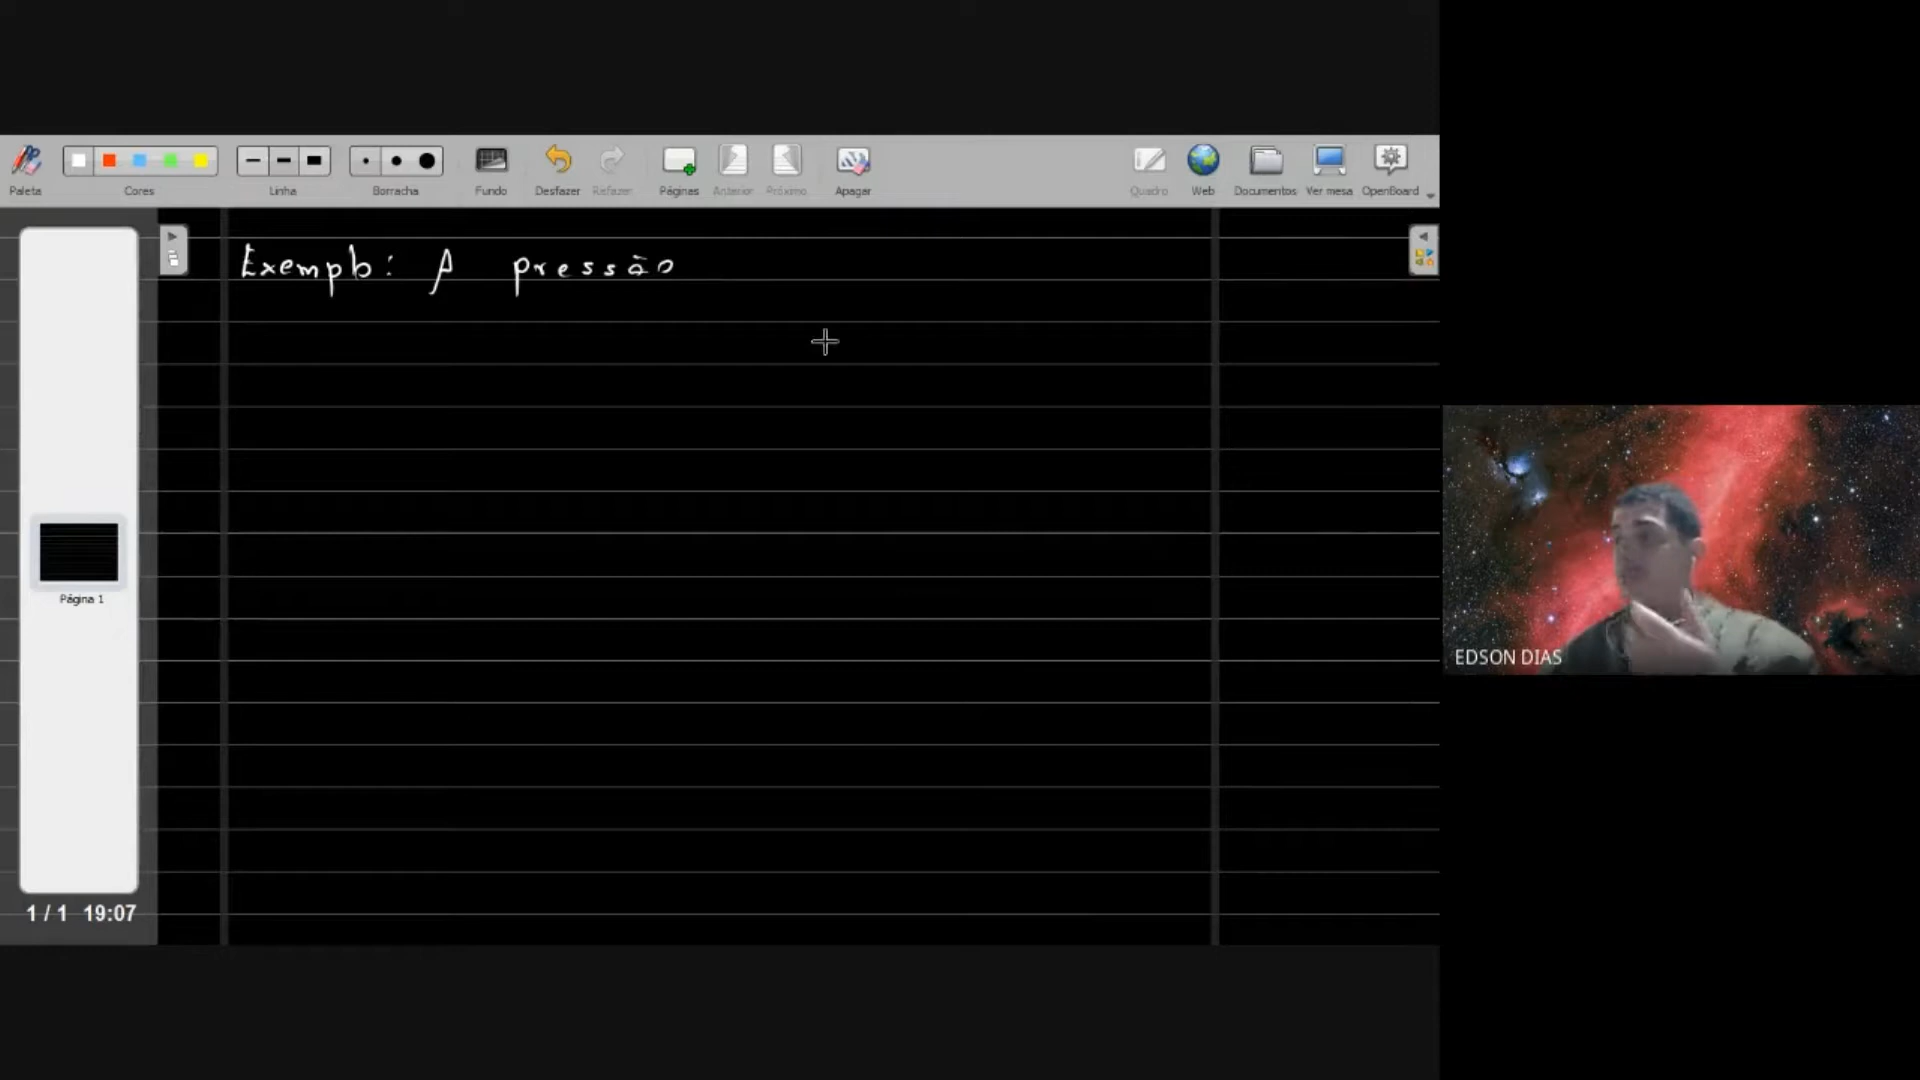 Paleta Cores Linha Borracha Fundo Desfazer Refazer Páginas Anterior Próximo Apagar Quadro Web Documentos Ver mesa OpenBoard
Exemplo: A pressão
Página 1
EDSON DIAS
1 / 1 19:07